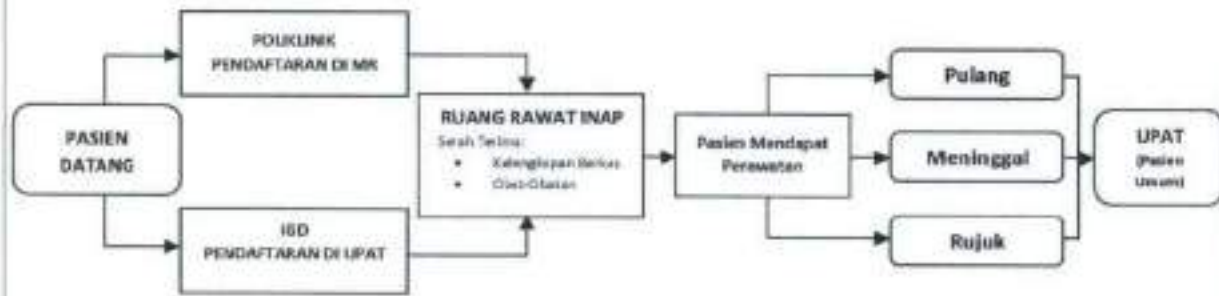 PASIEN
DATANG
POLIKLINIK
PENDAFTARAN DI MR
IGD
PENDAFTARAN DI UPAT
RUANG RAWAT INAP
Serah Terima:
• Kelengkapan Berkas
• Obat-Obatan
Pasien Mendapat
Perawatan
Pulang
Meninggal
Rujuk
UPAT
(Pasien
Umum)